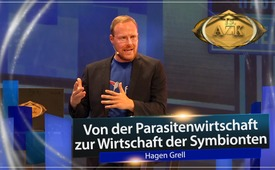 AZK
Von der Parasitenwirtschaft
zur Wirtschaft der Symbionten
Hagen Grell